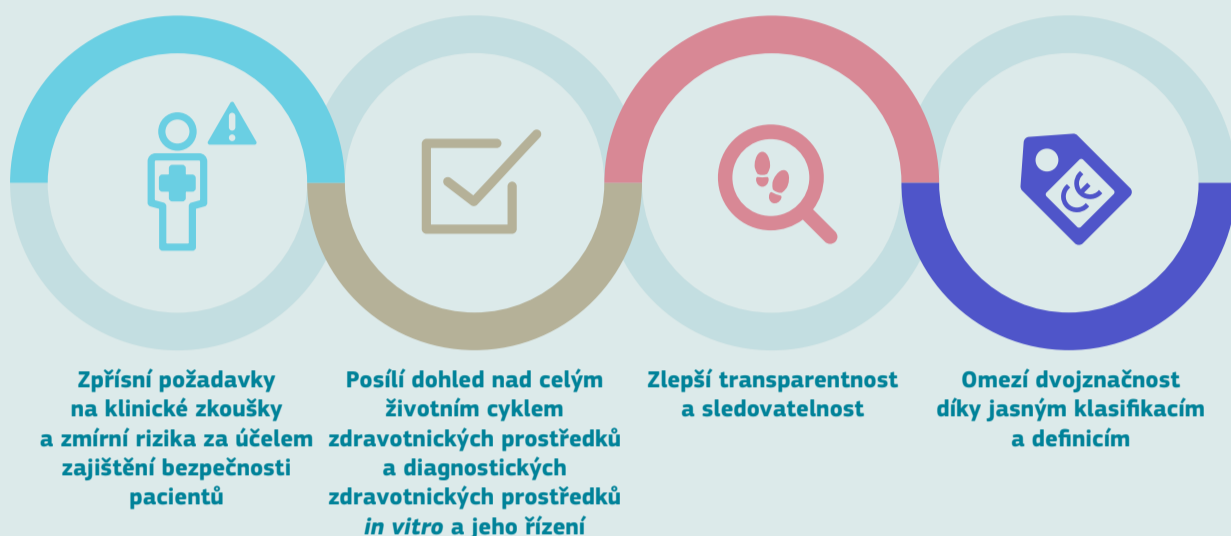 CE
Zpřísní požadavky
na klinické zkoušky
a zmírní rizika za účelem
zajištění bezpečnosti
pacientů
Posílí dohled nad celým
životním cyklem
zdravotnických prostředků
a diagnostických
zdravotnických prostředků
in vitro a jeho řízení
Zlepší transparentnost
a sledovatelnost
Omezí dvojznačnost
díky jasným klasifikacím
a definicím